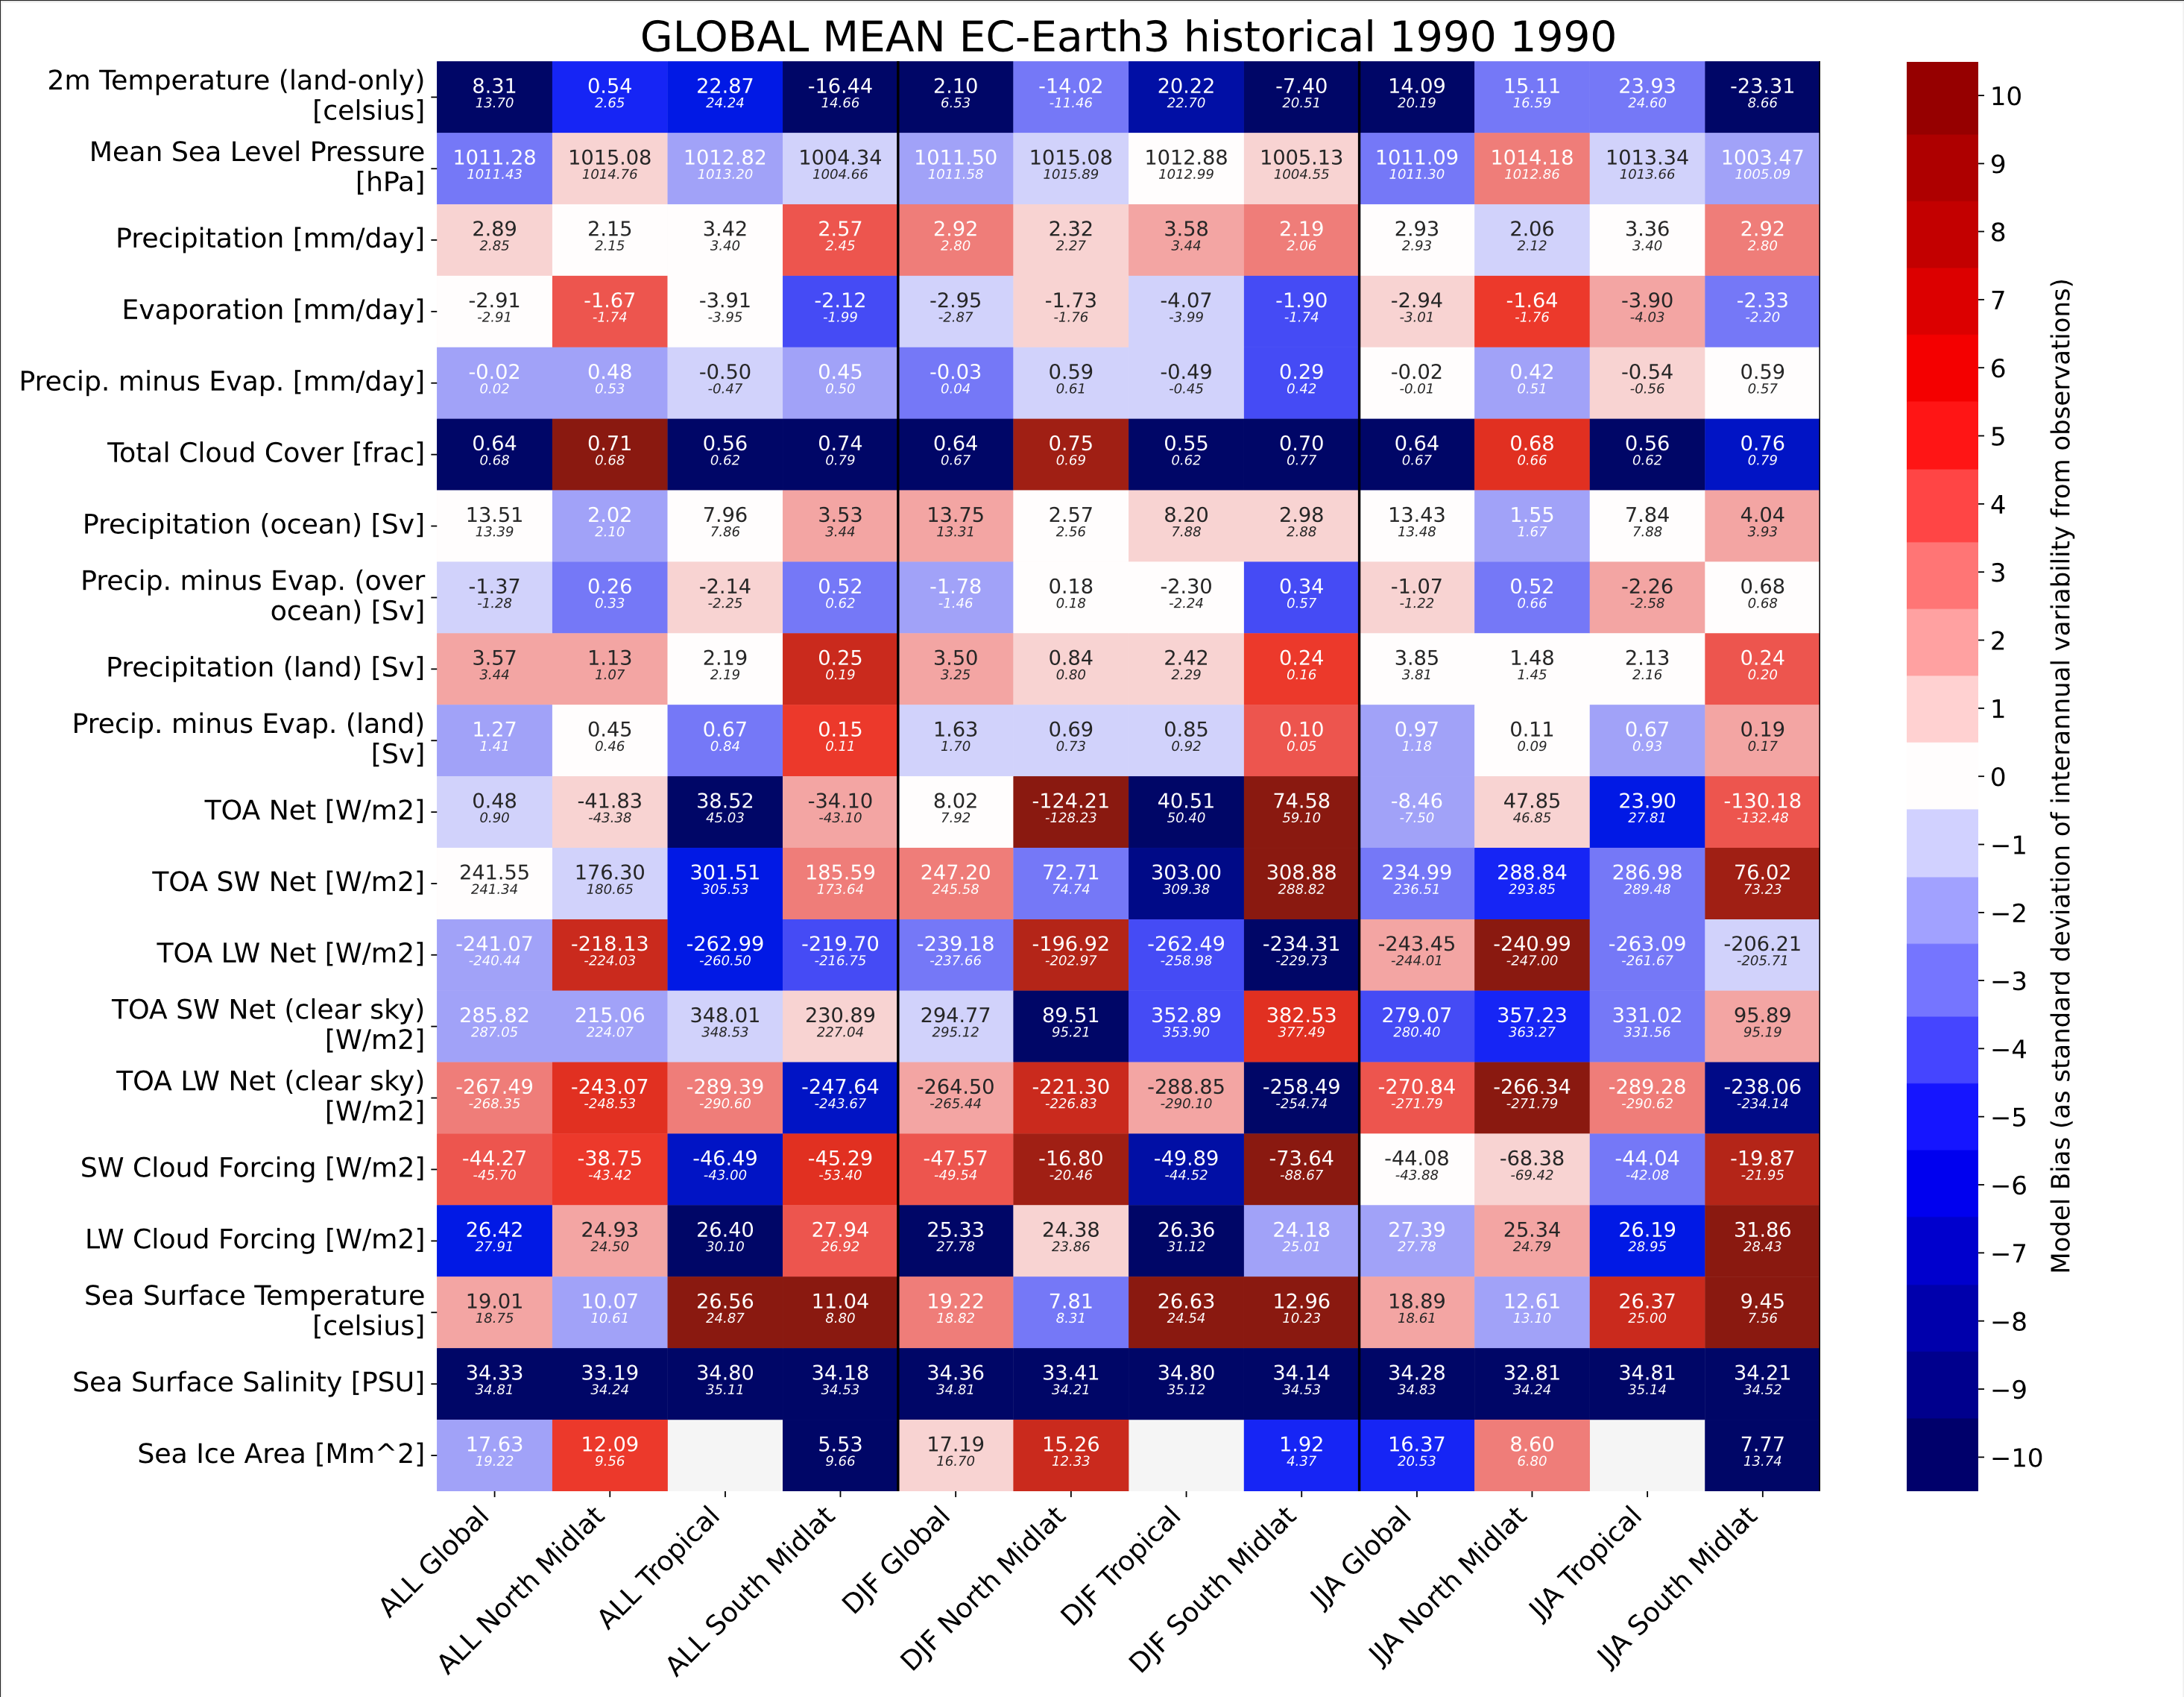 GLOBAL MEAN EC-Earth3 historical 1990 1990
2m Temperature (land-only)
[celsius]
8.31 0.54 22.87 -16.44 2.10 -14.02 20.22 -7.40 14.09 15.11 23.93 -23.31
13.70 2.65 24.24 14.66 6.53 -11.46 22.70 20.51 20.19 16.59 24.60 8.66
Mean Sea Level Pressure
[hPa]
1011.28 1015.08 1012.82 1004.34 1011.50 1015.08 1012.88 1005.13 1011.09 1014.18 1013.34 1003.47
1011.43 1014.76 1013.20 1004.66 1011.58 1015.89 1012.99 1004.55 1011.30 1012.86 1013.66 1005.09
Precipitation [mm/day]
2.89 2.15 3.42 2.57 2.92 2.32 3.58 2.19 2.93 2.06 3.36 2.92
2.85 2.15 3.40 2.45 2.80 2.27 3.44 2.06 2.93 2.12 3.40 2.80
Evaporation [mm/day]
-2.91 -1.67 -3.91 -2.12 -2.95 -1.73 -4.07 -1.90 -2.94 -1.64 -3.90 -2.33
-2.91 -1.74 -3.95 -1.99 -2.87 -1.76 -3.99 -1.74 -3.01 -1.76 -4.03 -2.20
Precip. minus Evap. [mm/day]
-0.02 0.48 -0.50 0.45 -0.03 0.59 -0.49 0.29 -0.02 0.42 -0.54 0.59
0.02 0.53 -0.47 0.50 0.04 0.61 -0.45 0.42 -0.01 0.51 -0.56 0.57
Total Cloud Cover [frac]
0.64 0.71 0.56 0.74 0.64 0.75 0.55 0.70 0.64 0.68 0.56 0.76
0.68 0.68 0.62 0.79 0.67 0.69 0.62 0.77 0.67 0.66 0.62 0.79
Precipitation (ocean) [Sv]
13.51 2.02 7.96 3.53 13.75 2.57 8.20 2.98 13.43 1.55 7.84 4.04
13.39 2.10 7.86 3.44 13.31 2.56 7.88 2.88 13.48 1.67 7.88 3.93
Precip. minus Evap. (over
ocean) [Sv]
-1.37 0.26 -2.14 0.52 -1.78 0.18 -2.30 0.34 -1.07 0.52 -2.26 0.68
-1.28 0.33 -2.25 0.62 -1.46 0.18 -2.24 0.57 -1.22 0.66 -2.58 0.68
Precipitation (land) [Sv]
3.57 1.13 2.19 0.25 3.50 0.84 2.42 0.24 3.85 1.48 2.13 0.24
3.44 1.07 2.19 0.19 3.25 0.80 2.29 0.16 3.81 1.45 2.16 0.20
Precip. minus Evap. (land)
[Sv]
1.27 0.45 0.67 0.15 1.63 0.69 0.85 0.10 0.97 0.11 0.67 0.19
1.41 0.46 0.84 0.11 1.70 0.73 0.92 0.05 1.18 0.09 0.93 0.17
TOA Net [W/m2]
0.48 -41.83 38.52 -34.10 8.02 -124.21 40.51 74.58 -8.46 47.85 23.90 -130.18
0.90 -43.38 45.03 -43.10 7.92 -128.23 50.40 59.10 -7.50 46.85 27.81 -132.48
TOA SW Net [W/m2]
241.55 176.30 301.51 185.59 247.20 72.71 303.00 308.88 234.99 288.84 286.98 76.02
241.34 180.65 305.53 173.64 245.58 74.74 309.38 288.82 236.51 293.85 289.48 73.23
TOA LW Net [W/m2]
-241.07 -218.13 -262.99 -219.70 -239.18 -196.92 -262.49 -234.31 -243.45 -240.99 -263.09 -206.21
-240.44 -224.03 -260.50 -216.75 -237.66 -202.97 -258.98 -229.73 -244.01 -247.00 -261.67 -205.71
TOA SW Net (clear sky)
[W/m2]
285.82 215.06 348.01 230.89 294.77 89.51 352.89 382.53 279.07 357.23 331.02 95.89
287.05 224.07 348.53 227.04 295.12 95.21 353.90 377.49 280.40 363.27 331.56 95.19
TOA LW Net (clear sky)
[W/m2]
-267.49 -243.07 -289.39 -247.64 -264.50 -221.30 -288.85 -258.49 -270.84 -266.34 -289.28 -238.06
-268.35 -248.53 -290.60 -243.67 -265.44 -226.83 -290.10 -254.74 -271.79 -271.79 -290.62 -234.14
SW Cloud Forcing [W/m2]
-44.27 -38.75 -46.49 -45.29 -47.57 -16.80 -49.89 -73.64 -44.08 -68.38 -44.04 -19.87
-45.70 -43.42 -43.00 -53.40 -49.54 -20.46 -44.52 -88.67 -43.88 -69.42 -42.08 -21.95
LW Cloud Forcing [W/m2]
26.42 24.93 26.40 27.94 25.33 24.38 26.36 24.18 27.39 25.34 26.19 31.86
27.91 24.50 30.10 26.92 27.78 23.86 31.12 25.01 27.78 24.79 28.95 28.43
Sea Surface Temperature
[celsius]
19.01 10.07 26.56 11.04 19.22 7.81 26.63 12.96 18.89 12.61 26.37 9.45
18.75 10.61 24.87 8.80 18.82 8.31 24.54 10.23 18.61 13.10 25.00 7.56
Sea Surface Salinity [PSU]
34.33 33.19 34.80 34.18 34.36 33.41 34.80 34.14 34.28 32.81 34.81 34.21
34.81 34.24 35.11 34.53 34.81 34.21 35.12 34.53 34.83 34.24 35.14 34.52
Sea Ice Area [Mm^2]
17.63 12.09 5.53 17.19 15.26 1.92 16.37 8.60 7.77
19.22 9.56 9.66 16.70 12.33 4.37 20.53 6.80 13.74
ALL Global
ALL North Midlat
ALL Tropical
ALL South Midlat
DJF Global
DJF North Midlat
DJF Tropical
DJF South Midlat
JJA Global
JJA North Midlat
JJA Tropical
JJA South Midlat
10
9
8
7
6
5
4
3
2
1
0
−1
−2
−3
−4
−5
−6
−7
−8
−9
−10
Model Bias (as standard deviation of interannual variability from observations)